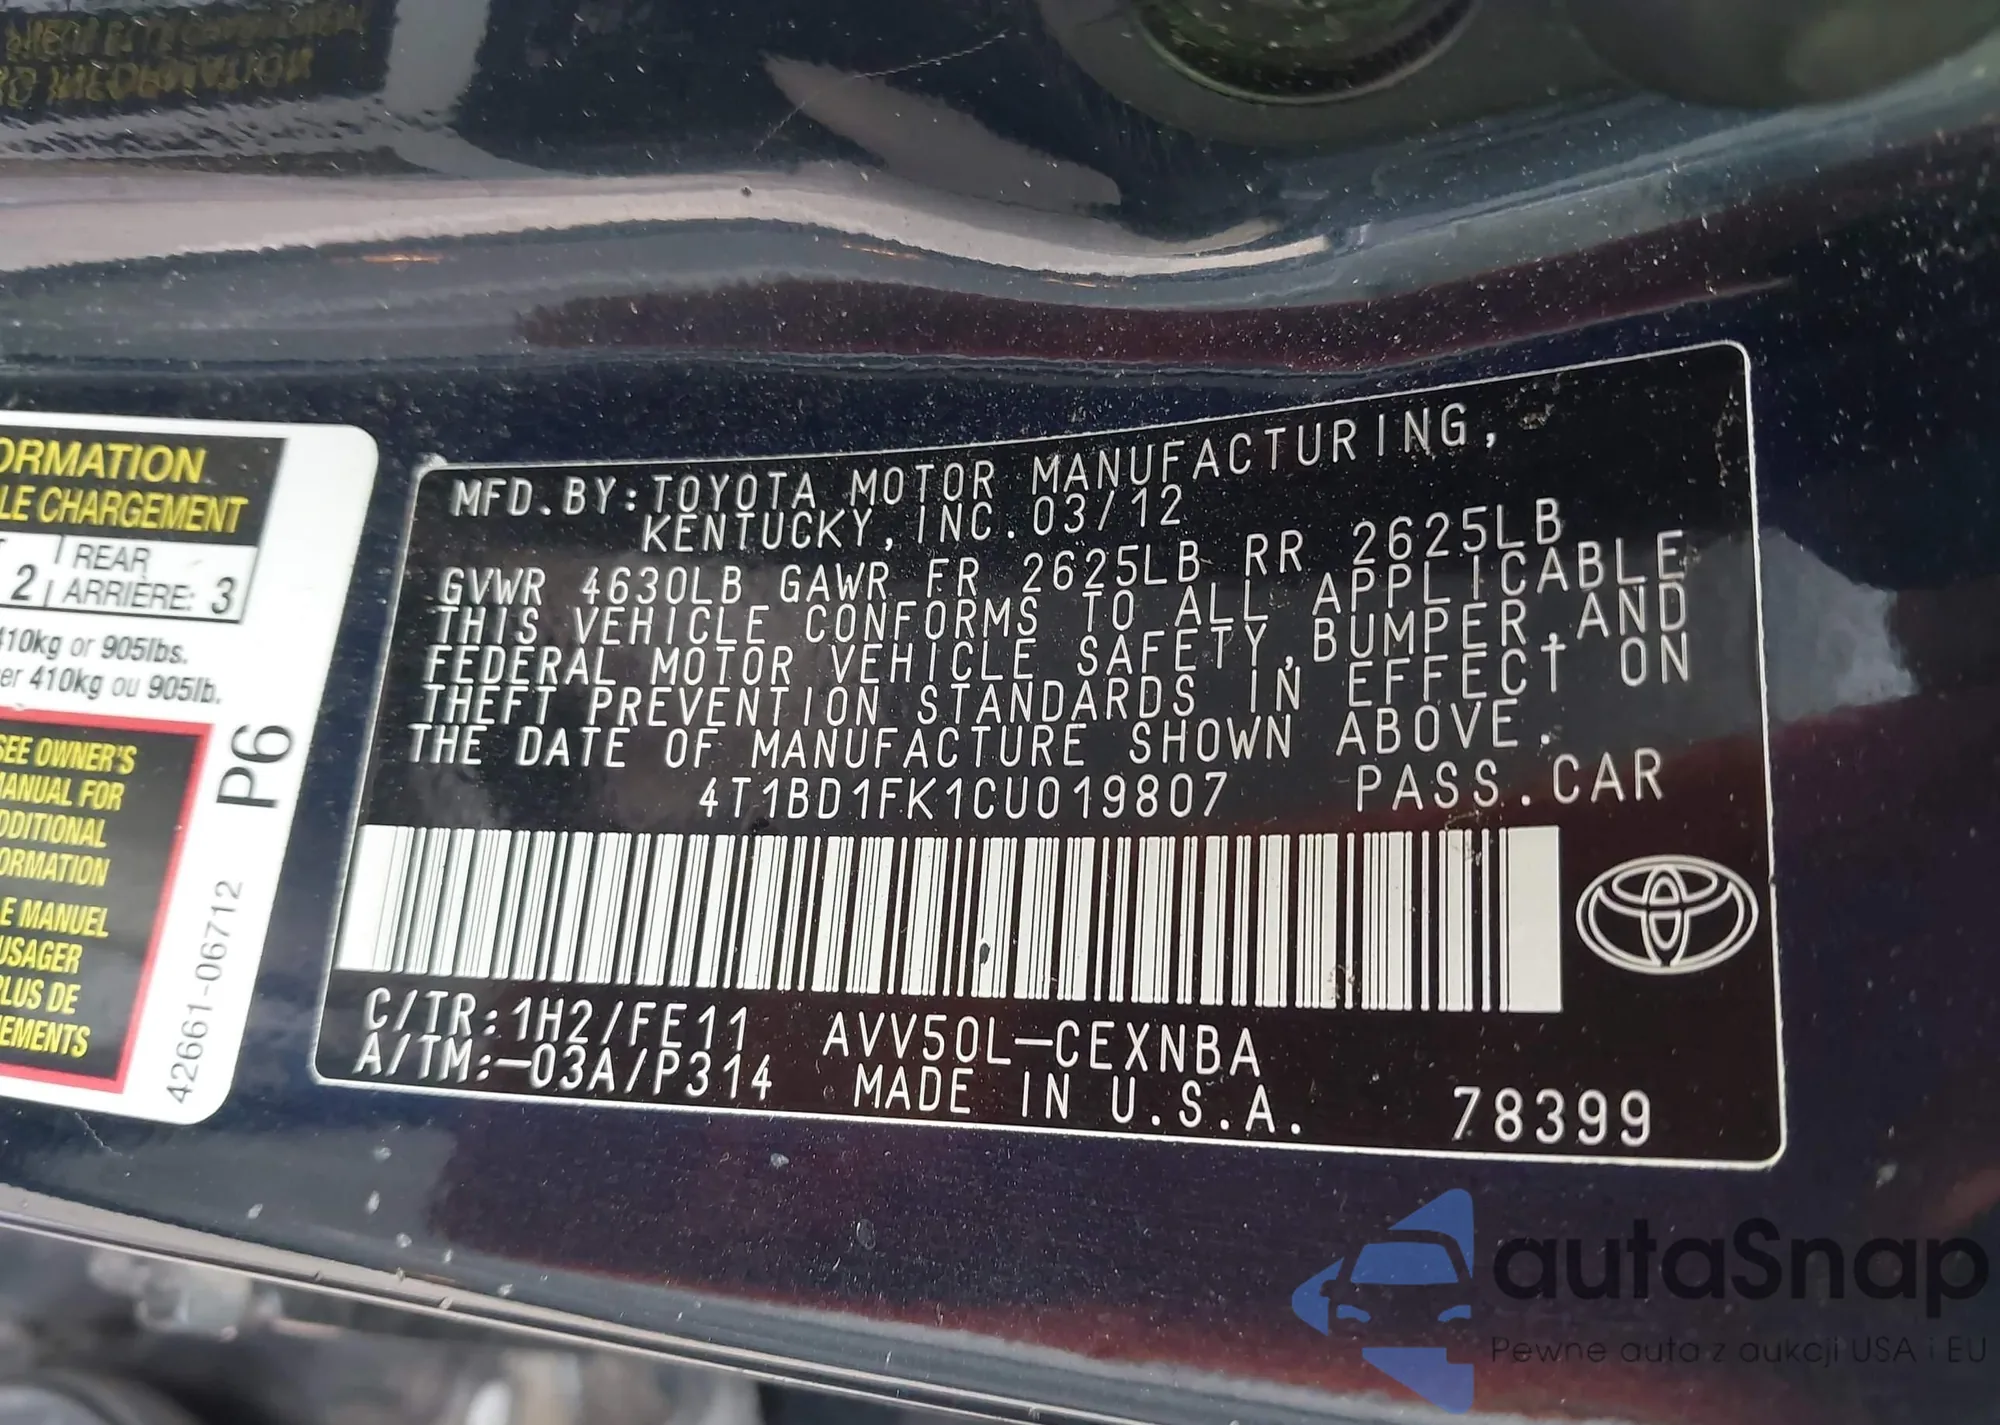 ORMATION
LE CHARGEMENT
2 REAR
ARRIÈRE: 3
410kg or 905lbs.
er 410kg ou 905lb.
SEE OWNER'S
MANUAL FOR
DDITIONAL
ORMATION
LE MANUEL
USAGER
PLUS DE
EMENTS
P6
42661-06712
MFD.BY:TOYOTA MOTOR MANUFACTURING,
KENTUCKY, INC.03/12
GVWR 4630LB GAWR FR 2625LB RR 2625LB
THIS VEHICLE CONFORMS TO ALL APPLICABLE
FEDERAL MOTOR VEHICLE SAFETY,BUMPER,AND
THEFT PREVENTION STANDARDS IN EFFECT ON
THE DATE OF MANUFACTURE SHOWN ABOVE.
4T1BD1FK1CU019807 PASS.CAR
C/TR:1H2/FE11 AVV50L-CEXNBA
A/TM:-03A/P314 MADE IN U.S.A. 78399
autaSnap
Pewne auta z aukcji USA i EU